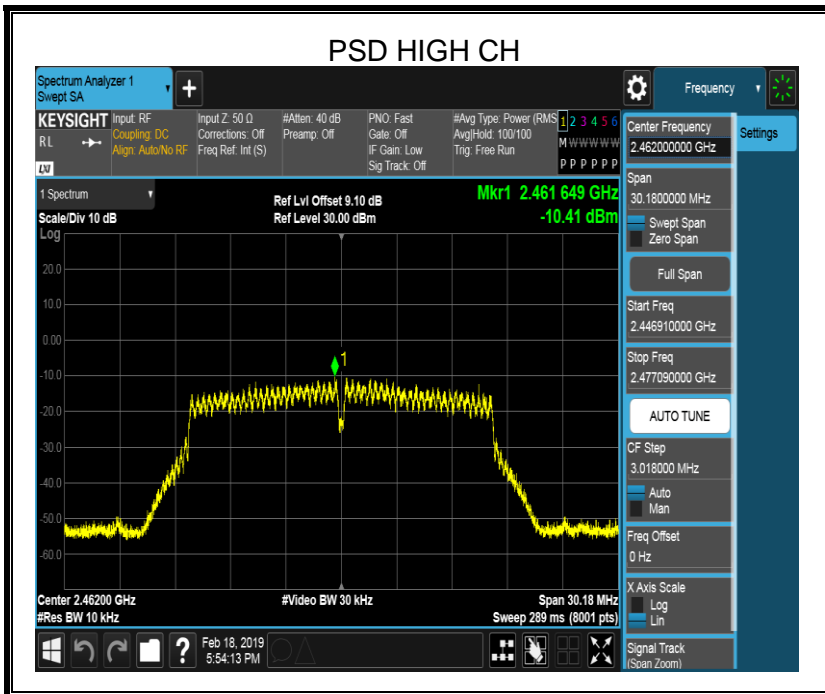 PSD HIGH CH
Spectrum Analyzer 1
Swept SA
+
Frequency
KEYSIGHT
RL
LXI
Input: RF
Coupling: DC
Align: Auto/No RF
Input Z: 50 Ω
Corrections: Off
Freq Ref: Int (S)
#Atten: 40 dB
Preamp: Off
PNO: Fast
Gate: Off
IF Gain: Low
Sig Track: Off
#Avg Type: Power (RMS
Avg|Hold: 100/100
Trig: Free Run
1 2 3 4 5 6
M W W W W W
P P P P P P
1 Spectrum
Scale/Div 10 dB
Log
Ref Lvl Offset 9.10 dB
Ref Level 30.00 dBm
Mkr1 2.461 649 GHz
-10.41 dBm
20.0
10.0
0.00
-10.0
-20.0
-30.0
-40.0
-50.0
-60.0
1
Center 2.46200 GHz
#Res BW 10 kHz
#Video BW 30 kHz
Span 30.18 MHz
Sweep 289 ms (8001 pts)
?
Feb 18, 2019
5:54:13 PM
Center Frequency
2.462000000 GHz
Settings
Span
30.1800000 MHz
Swept Span
Zero Span
Full Span
Start Freq
2.446910000 GHz
Stop Freq
2.477090000 GHz
AUTO TUNE
CF Step
3.018000 MHz
Auto
Man
Freq Offset
0 Hz
X Axis Scale
Log
Lin
Signal Track
(Span Zoom)